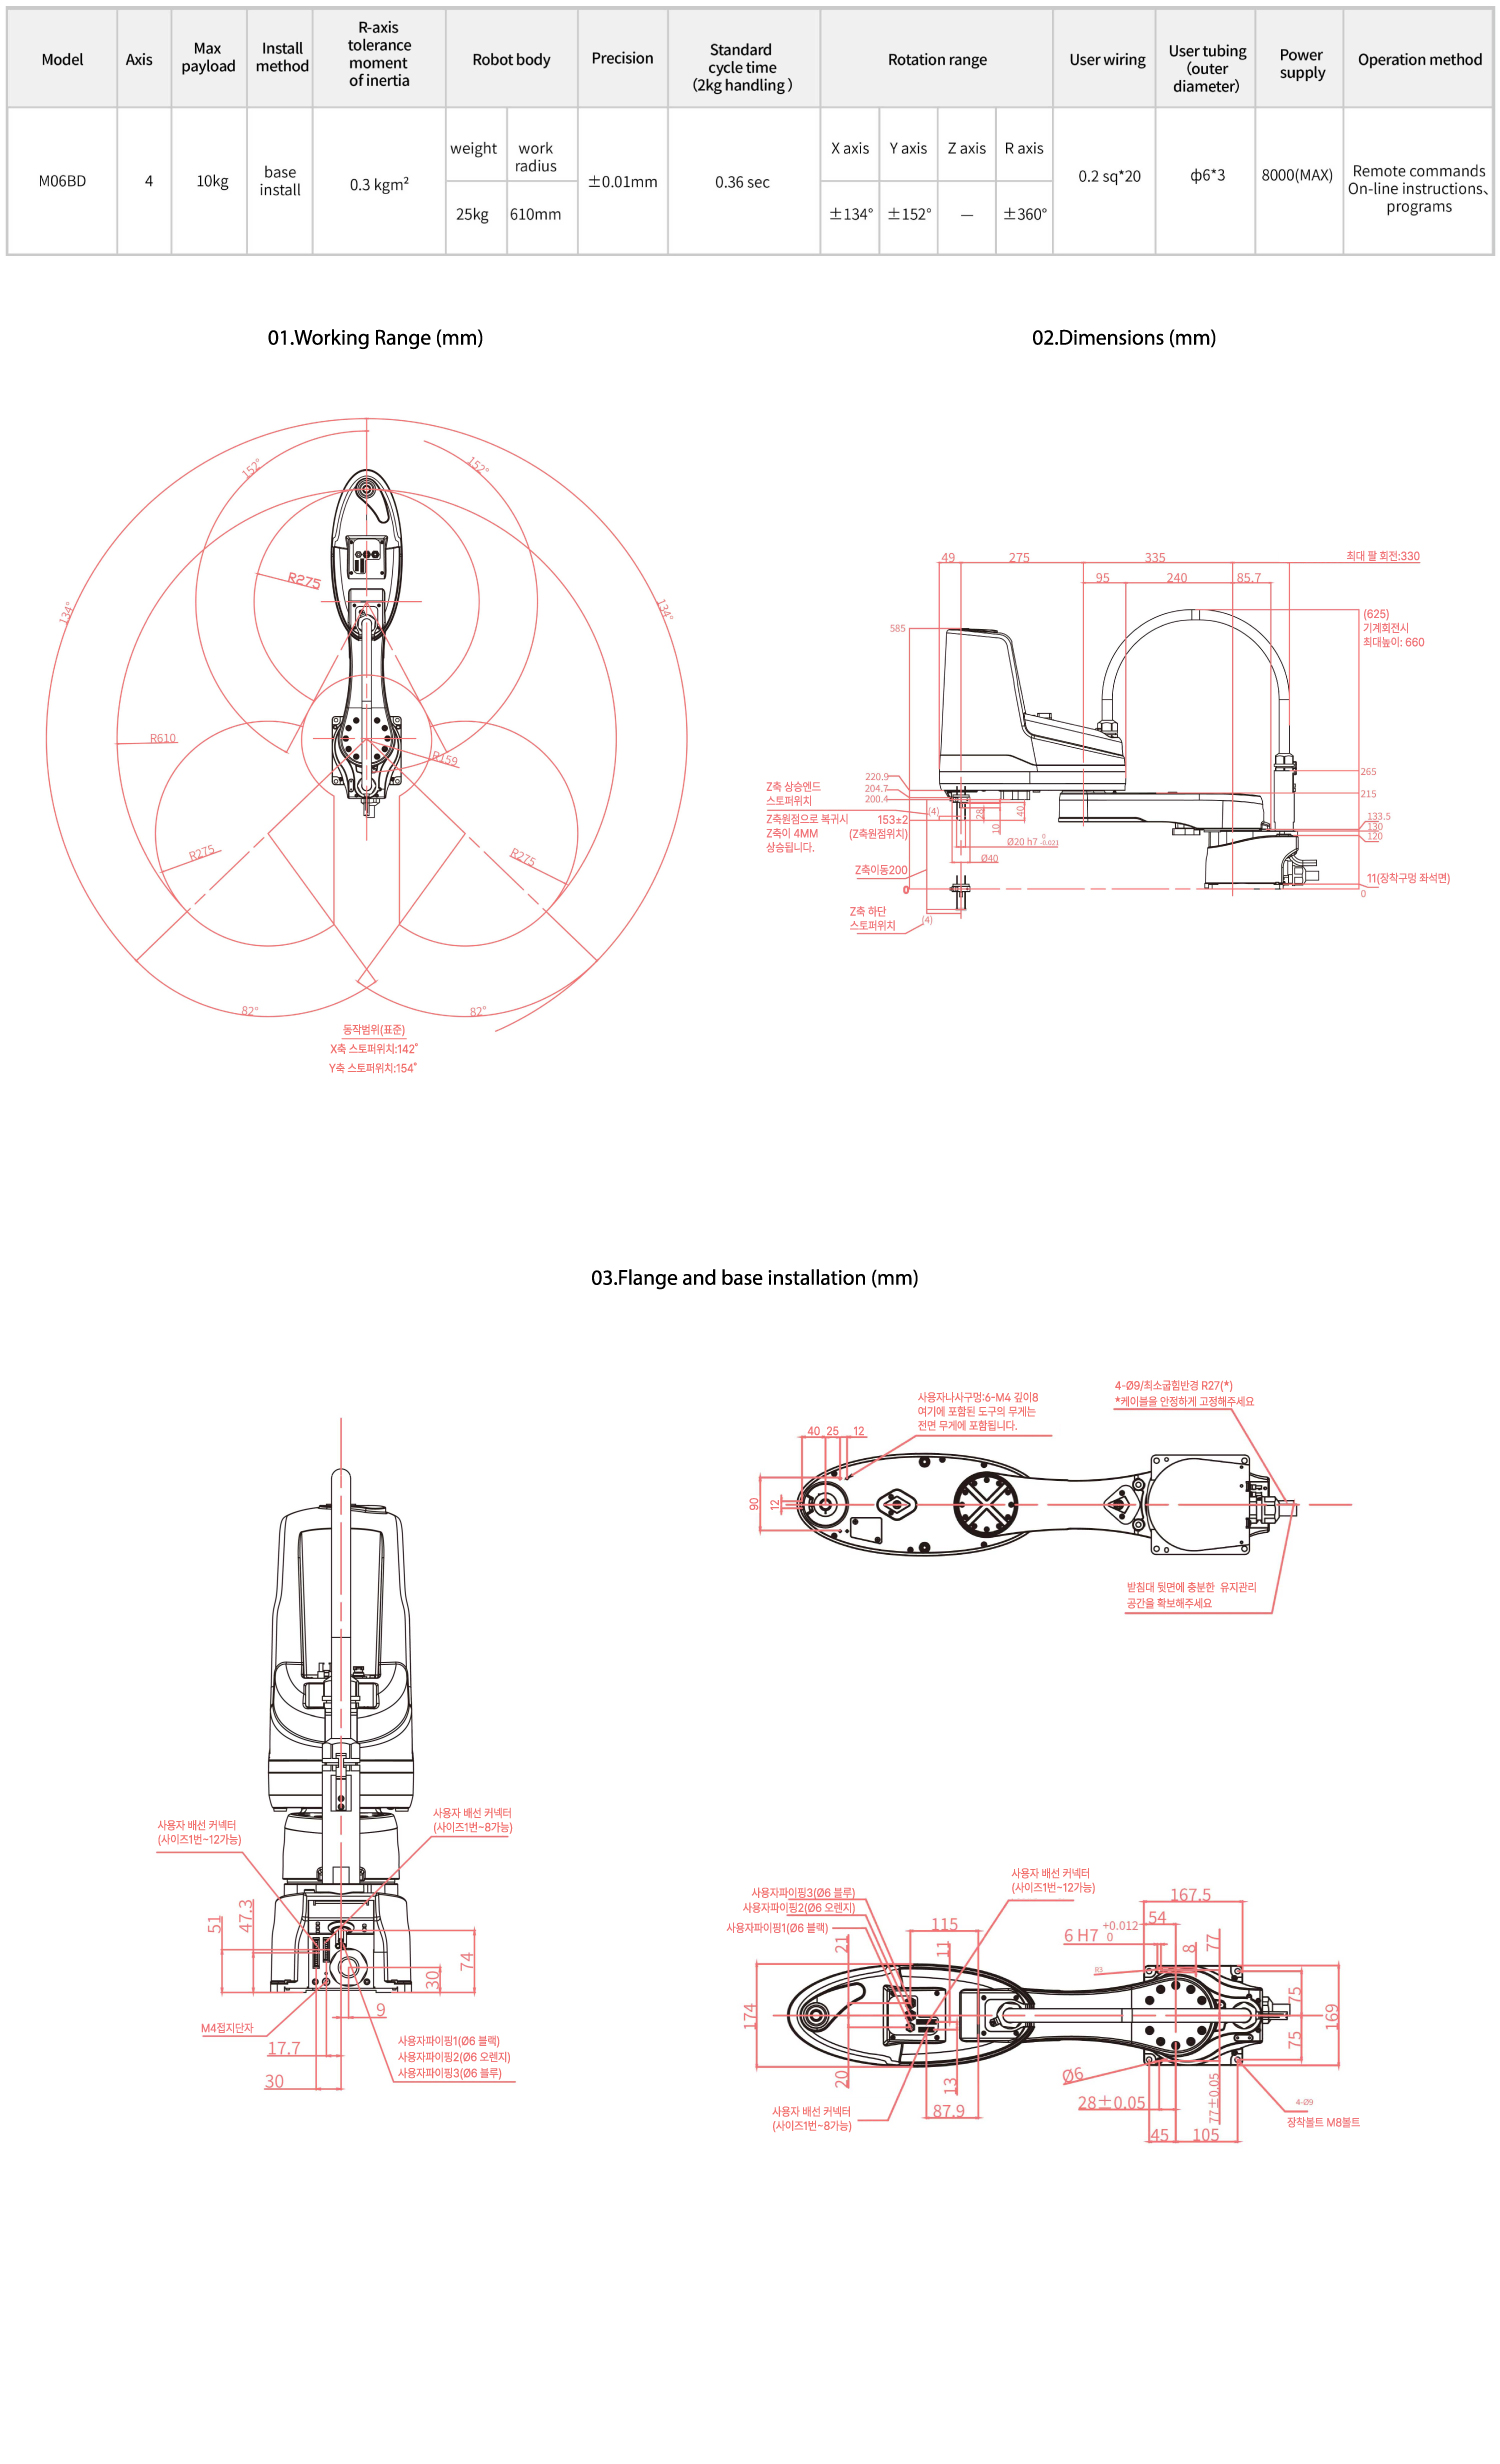 Model
Axis
Max
payload
Install
method
R-axis
tolerance
moment
of inertia
Robot body
Precision
Standard
cycle time
(2kg handling )
Rotation range
User wiring
User tubing
(outer
diameter)
Power
supply
Operation method
M06BD
4
10kg
base
install
0.3 kgm²
weight
work
radius
25kg
610mm
±0.01mm
0.36 sec
X axis
Y axis
Z axis
R axis
±134°
±152°
—
±360°
0.2 sq*20
ф6*3
8000(MAX)
Remote commands
On-line instructions、
programs
01.Working Range (mm)
152°
152°
134°
134°
R275
R610
R159
R275
R275
82°
82°
동작범위(표준)
X축 스토퍼위치:142°
Y축 스토퍼위치:154°
02.Dimensions (mm)
49
275
335
최대 팔 회전:330
95
240
85.7
585
(625)
기계회전시
최대높이: 660
220.9
204.7
200.4
265
215
133.5
130
120
Z축 상승엔드
스토퍼위치
Z축원점으로 복귀시
Z축이 4MM
상승됩니다.
(4)
153±2
(Z축원점위치)
28
10
40
Ø20 h7 0 -0.021
Ø40
Z축이동200
0
Z축 하단
스토퍼위치
(4)
11(장착구멍 좌석면)
0
03.Flange and base installation (mm)
사용자나사구멍:6-M4 깊이8
여기에 포함된 도구의 무게는
전면 무게에 포함됩니다.
4-Ø9/최소굽힘반경 R27(*)
*케이블을 안정하게 고정해주세요
40
25
12
90
12
받침대 뒷면에 충분한 유지관리
공간을 확보해주세요
사용자 배선 커넥터
(사이즈1번~12가능)
사용자 배선 커넥터
(사이즈1번~8가능)
51
47.3
74
30
9
M4접지단자
17.7
30
사용자파이핑1(Ø6 블랙)
사용자파이핑2(Ø6 오렌지)
사용자파이핑3(Ø6 블루)
사용자 배선 커넥터
(사이즈1번~12가능)
사용자파이핑3(Ø6 블루)
사용자파이핑2(Ø6 오렌지)
사용자파이핑1(Ø6 블랙)
115
21
11
174
20
13
87.9
사용자 배선 커넥터
(사이즈1번~8가능)
167.5
54
6 H7 +0.012 0
8
77
R3
75
75
169
Ø6
28±0.05
77±0.05
45
105
4-Ø9
장착볼트 M8볼트